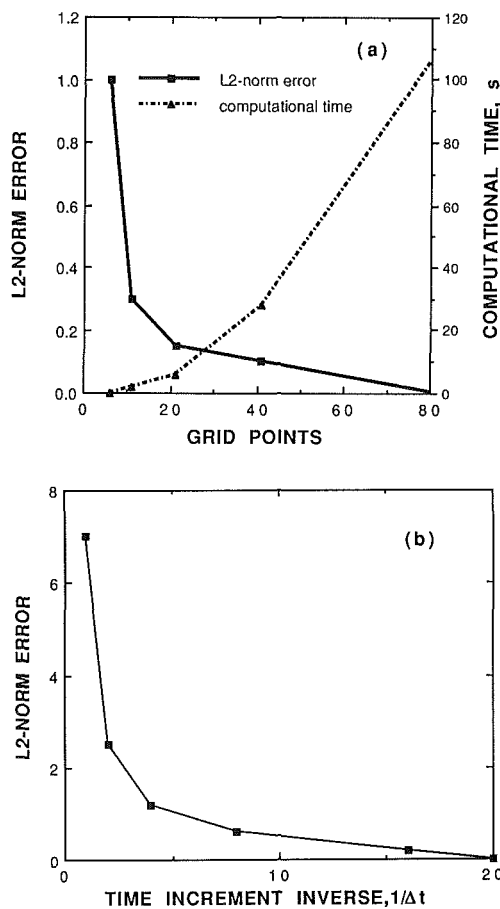 (a)
L2-norm error
computational time
1.2
1.0
0.8
0.6
0.4
0.2
0.0
L2-NORM ERROR
120
100
80
60
40
20
0
COMPUTATIONAL TIME, s
0 20 40 60 80
GRID POINTS
(b)
8
6
4
2
0
L2-NORM ERROR
0 10 20
TIME INCREMENT INVERSE,1/Δt